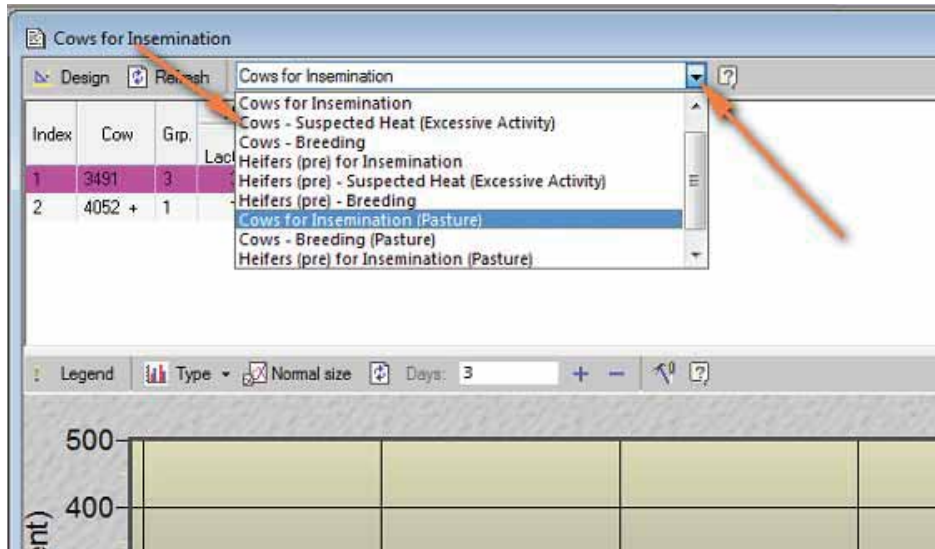 Cows for Insemination
Design Refresh Cows for Insemination
Cows for Insemination
Cows - Suspected Heat (Excessive Activity)
Cows - Breeding
Heifers (pre) for Insemination
Heifers (pre) - Suspected Heat (Excessive Activity)
Heifers (pre) - Breeding
Cows for Insemination (Pasture)
Cows - Breeding (Pasture)
Heifers (pre) for Insemination (Pasture)
Index Cow Grp.
1 3491 3
2 4052 + 1
Legend Type Normal size Days: 3
500
400